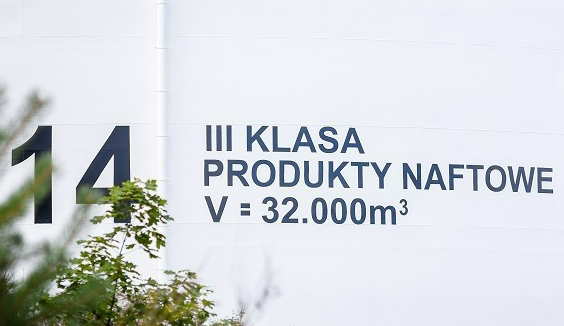 14
III KLASA
PRODUKTY NAFTOWE
V = 32.000m³